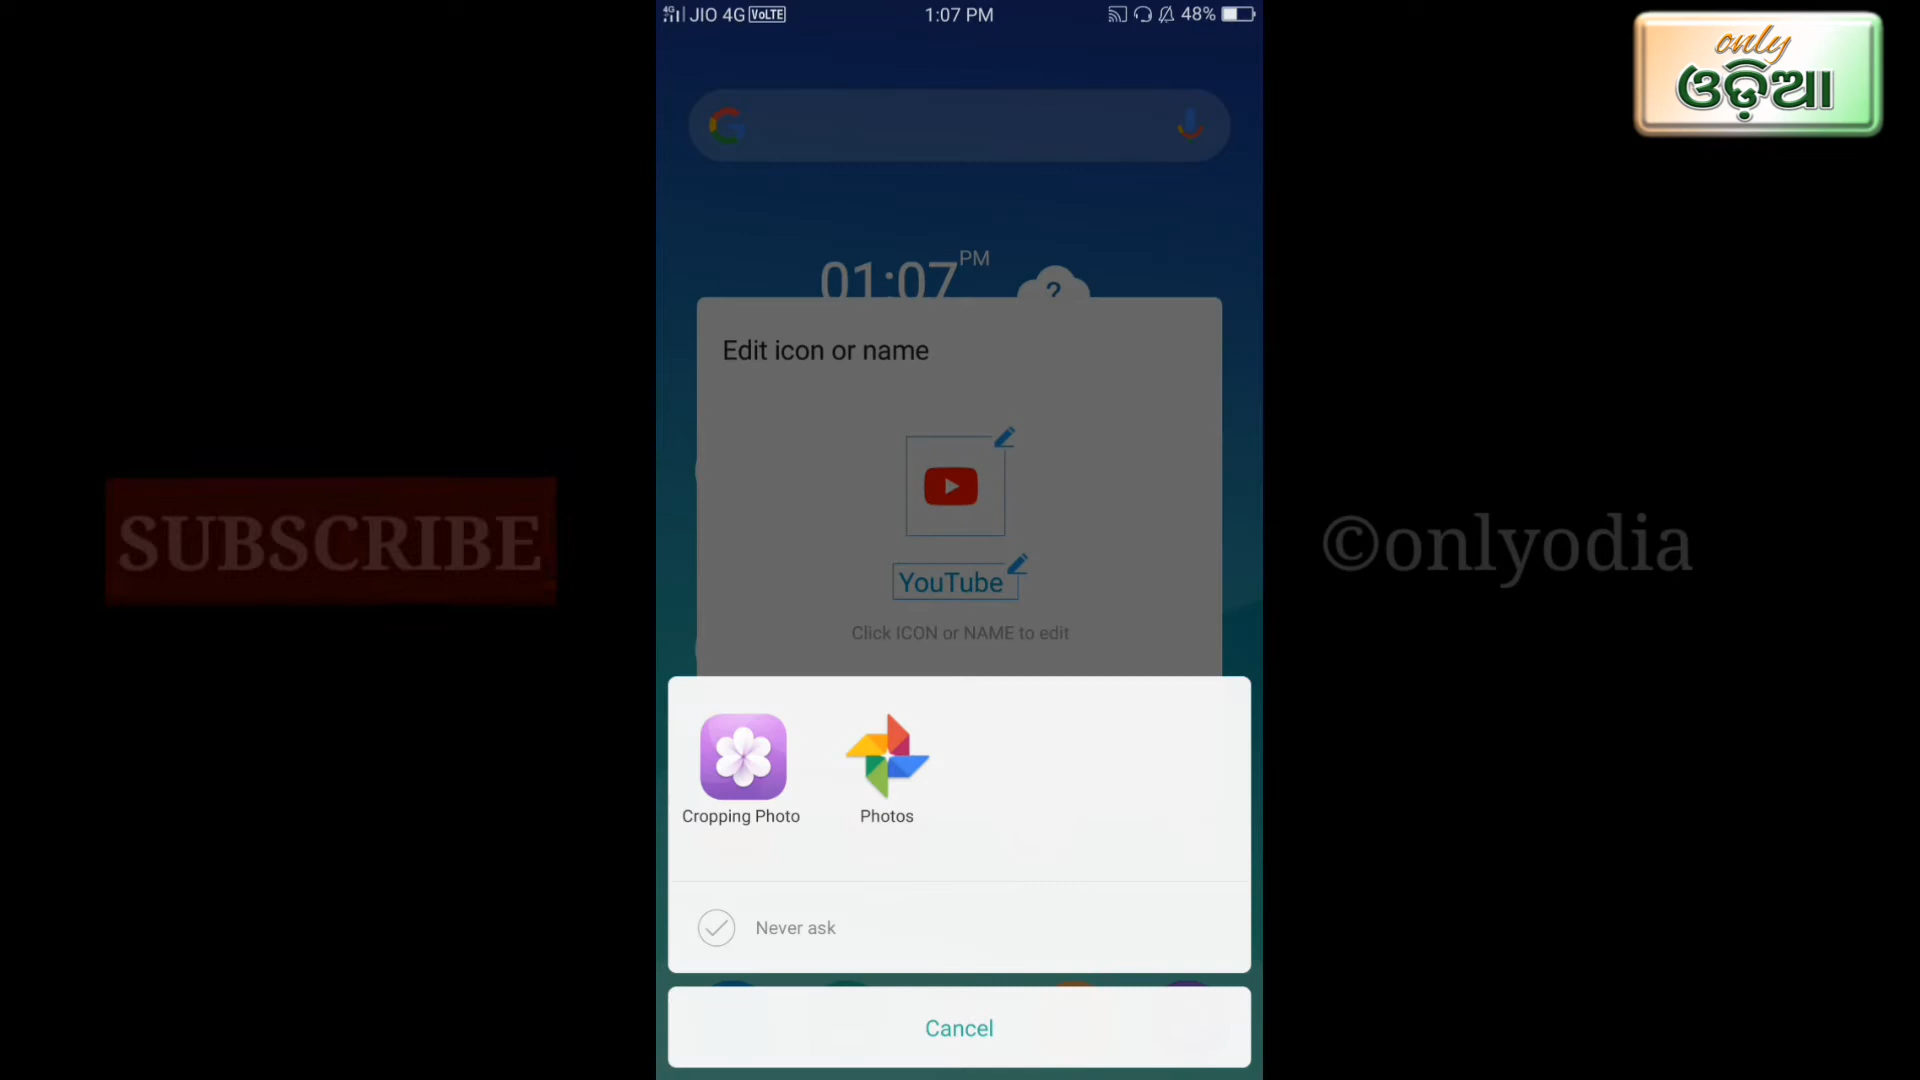 JIO 4G VoLTE
1:07 PM
48%
only
ଓଡ଼ିଆ
01:07 PM
?
Edit icon or name
YouTube
Click ICON or NAME to edit
SUBSCRIBE
©onlyodia
Cropping Photo
Photos
Never ask
Cancel